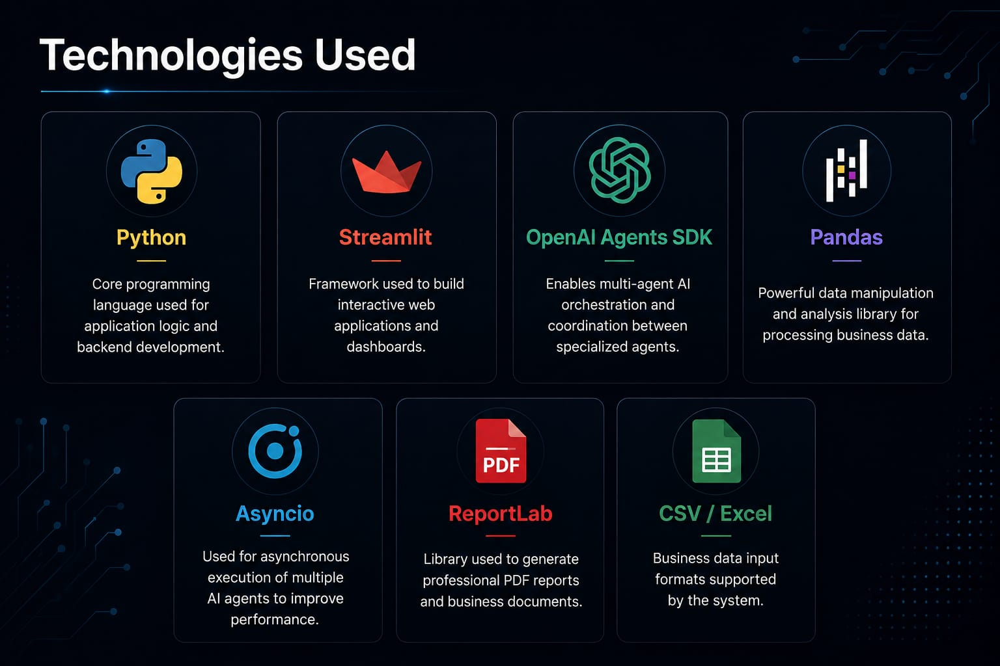 Technologies Used
Python
Core programming
language used for
application logic and
backend development.
Streamlit
Framework used to build
interactive web
applications and
dashboards.
OpenAI Agents SDK
Enables multi-agent AI
orchestration and
coordination between
specialized agents.
Pandas
Powerful data manipulation
and analysis library for
processing business data.
Asyncio
Used for asynchronous
execution of multiple
AI agents to improve
performance.
PDF
ReportLab
Library used to generate
professional PDF reports
and business documents.
CSV / Excel
Business data input
formats supported
by the system.